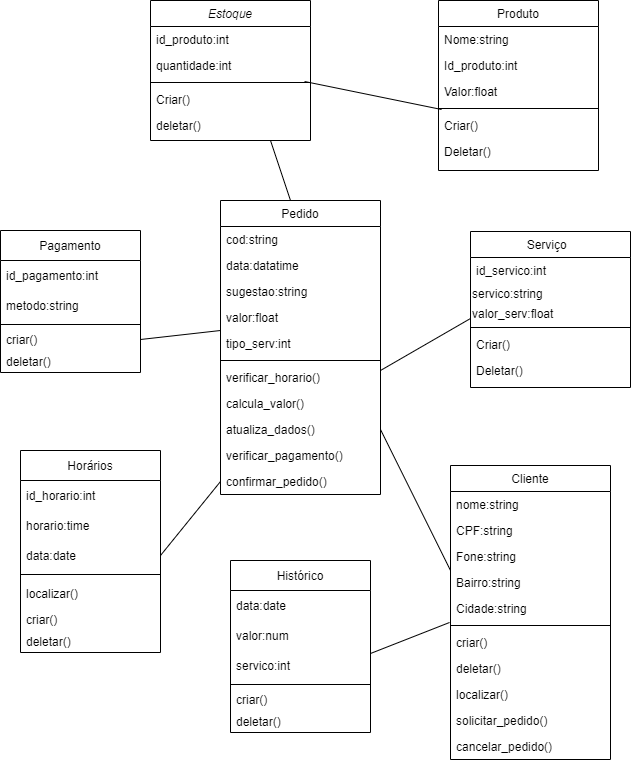 Estoque
id_produto:int
quantidade:int
Criar()
deletar()
Produto
Nome:string
Id_produto:int
Valor:float
Criar()
Deletar()
Pedido
cod:string
data:datatime
sugestao:string
valor:float
tipo_serv:int
verificar_horario()
calcula_valor()
atualiza_dados()
verificar_pagamento()
confirmar_pedido()
Pagamento
id_pagamento:int
metodo:string
criar()
deletar()
Serviço
id_servico:int
servico:string
valor_serv:float
Criar()
Deletar()
Horários
id_horario:int
horario:time
data:date
localizar()
criar()
deletar()
Histórico
data:date
valor:num
servico:int
criar()
deletar()
Cliente
nome:string
CPF:string
Fone:string
Bairro:string
Cidade:string
criar()
deletar()
localizar()
solicitar_pedido()
cancelar_pedido()